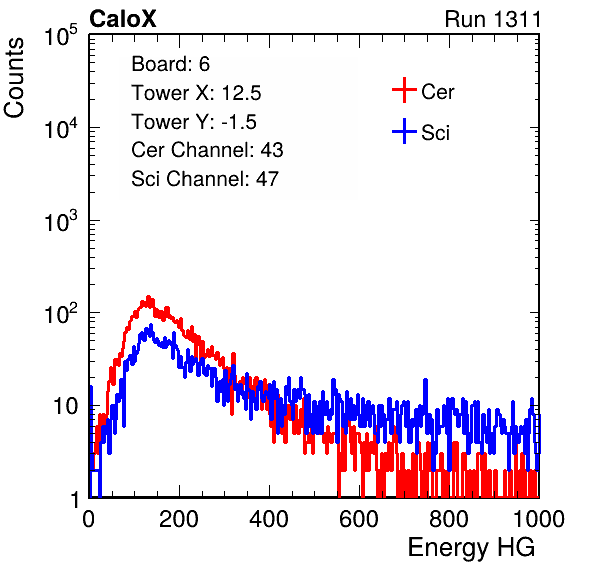 CaloX Run 1311
Counts
Board: 6
Tower X: 12.5
Tower Y: -1.5
Cer Channel: 43
Sci Channel: 47
Cer
Sci
10^5
10^4
10^3
10^2
10
1
0 200 400 600 800 1000
Energy HG